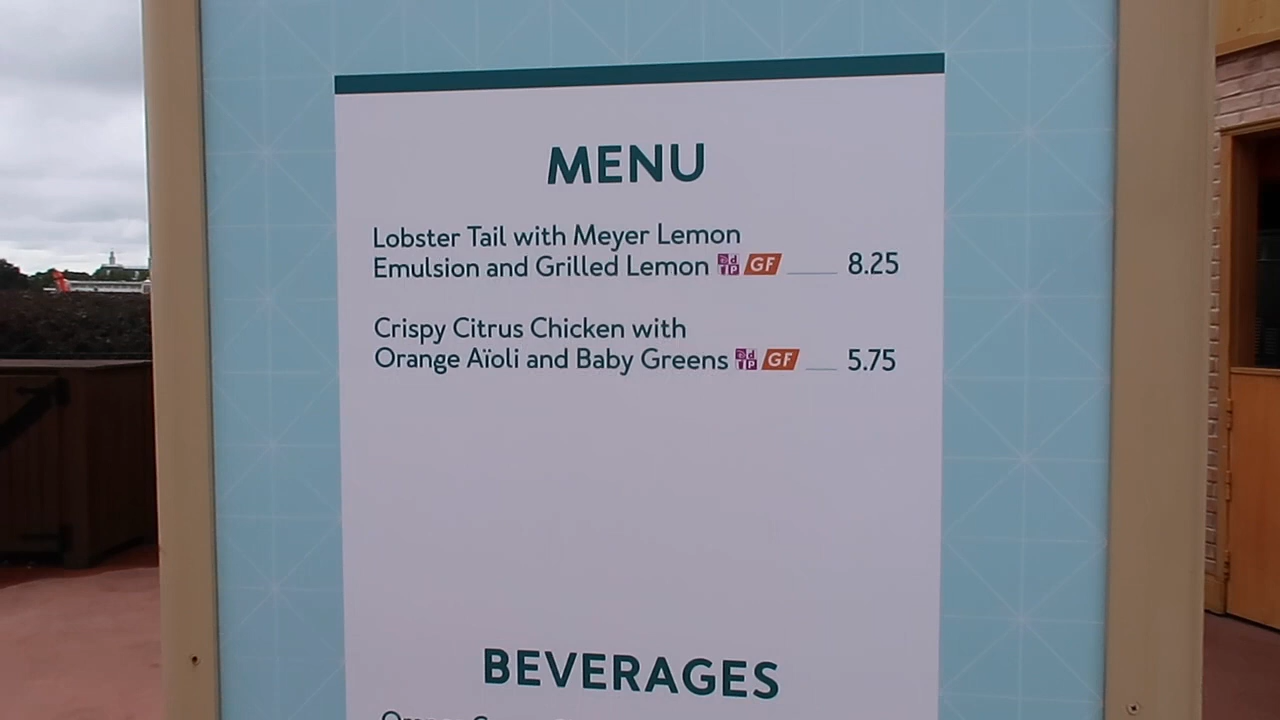 MENU
Lobster Tail with Meyer Lemon
Emulsion and Grilled Lemon GF 8.25
Crispy Citrus Chicken with
Orange Aïoli and Baby Greens GF 5.75
BEVERAGES